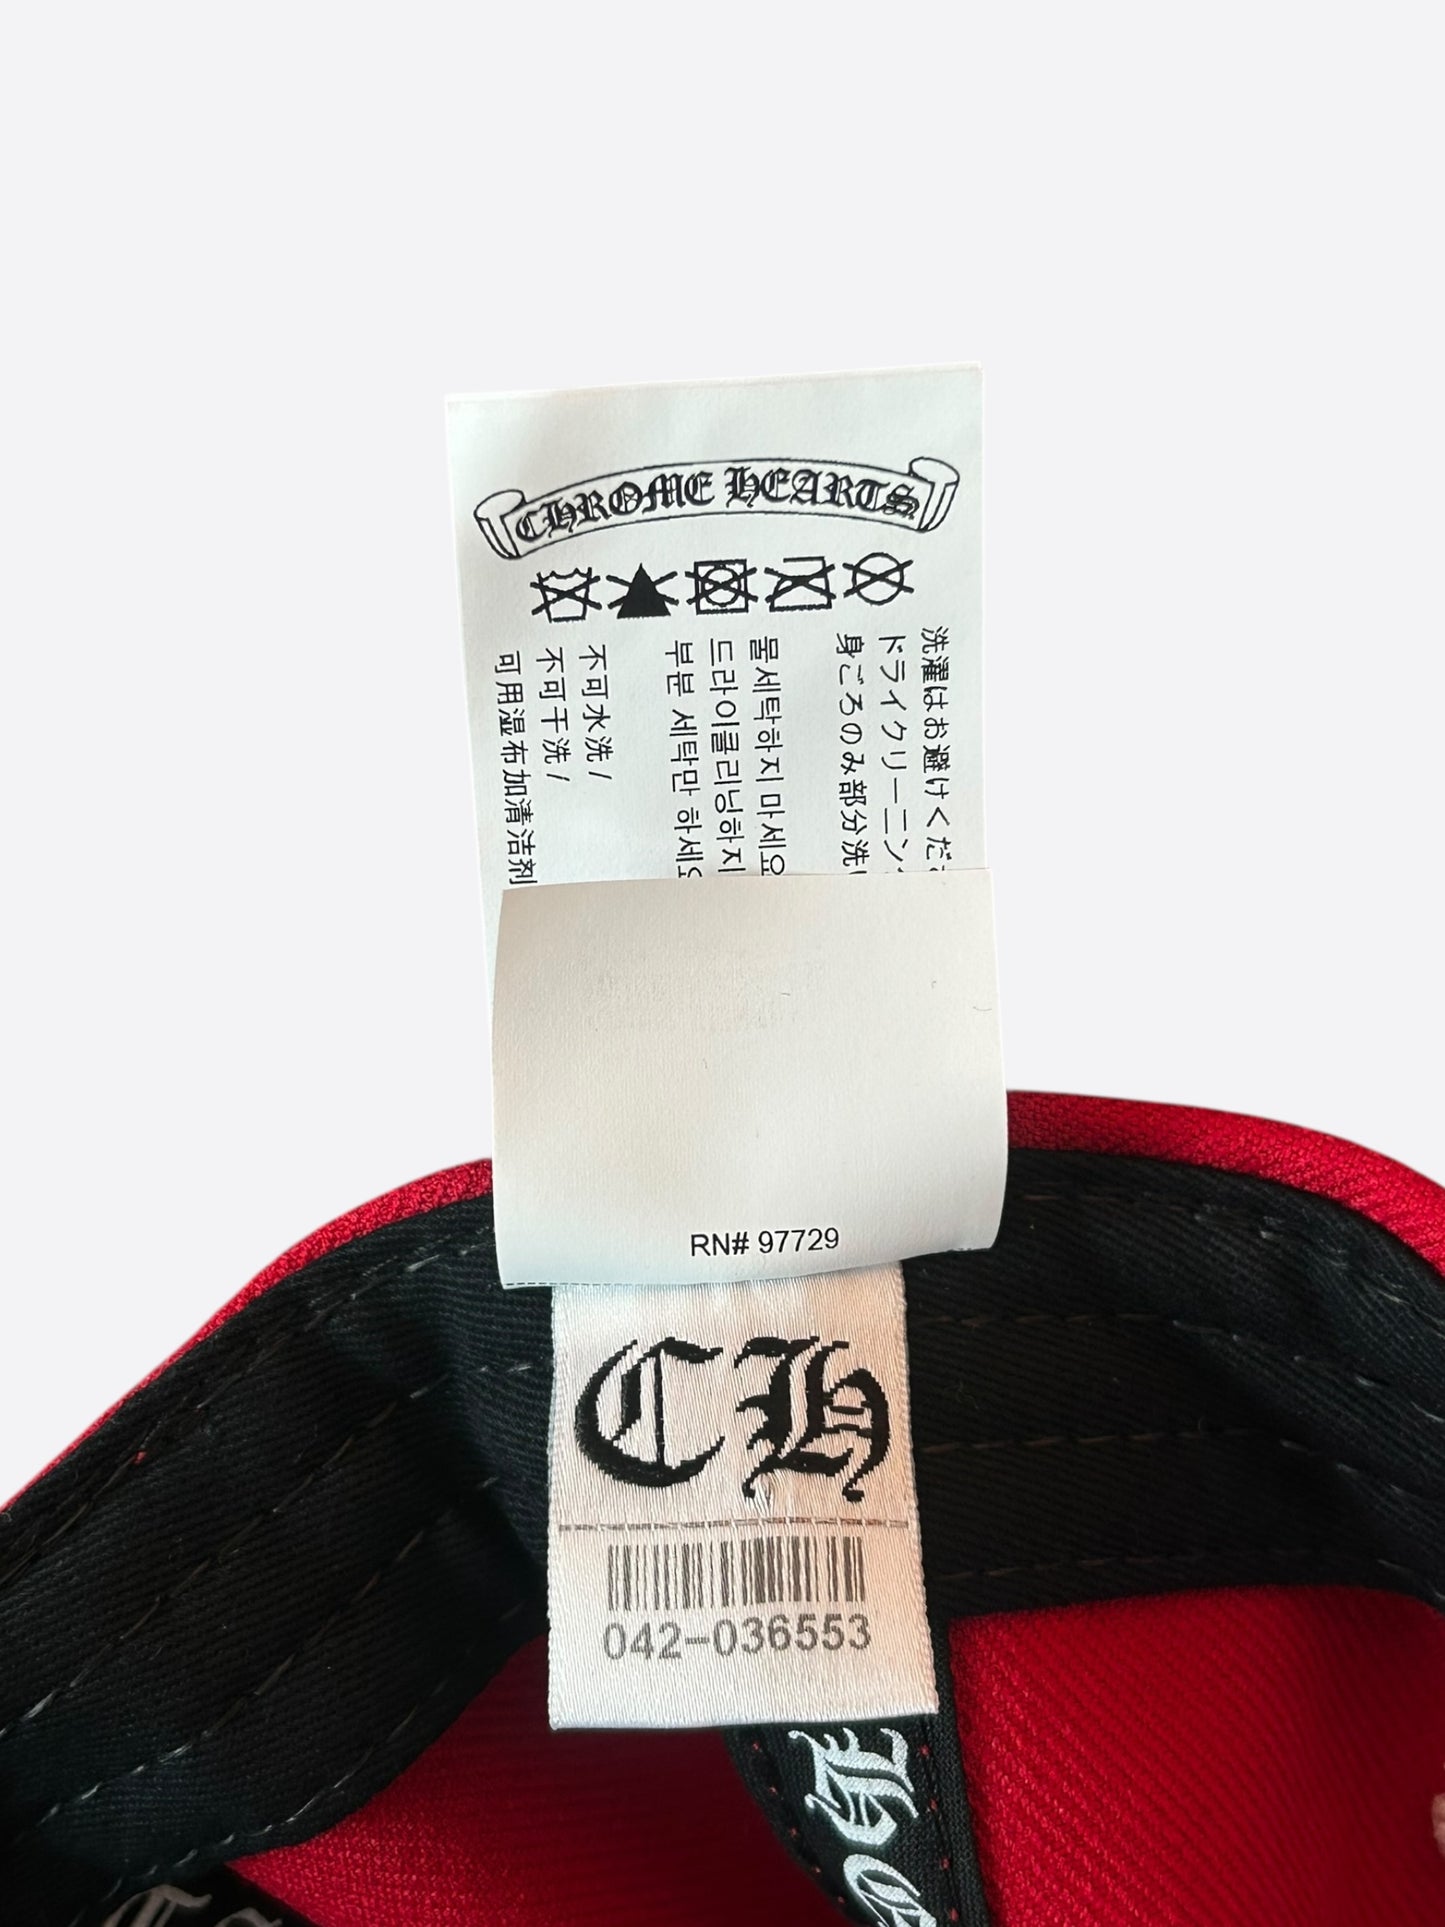 CHROME HEARTS
洗濯はお避けくだ
ドライクリーニン
身ごろのみ部分洗い
물세탁하지 마세요
드라이클리닝하지
부분 세탁만 하세요
不可水洗/
不可干洗/
可用湿布加清洁剂
RN# 97729
CH
042-036553